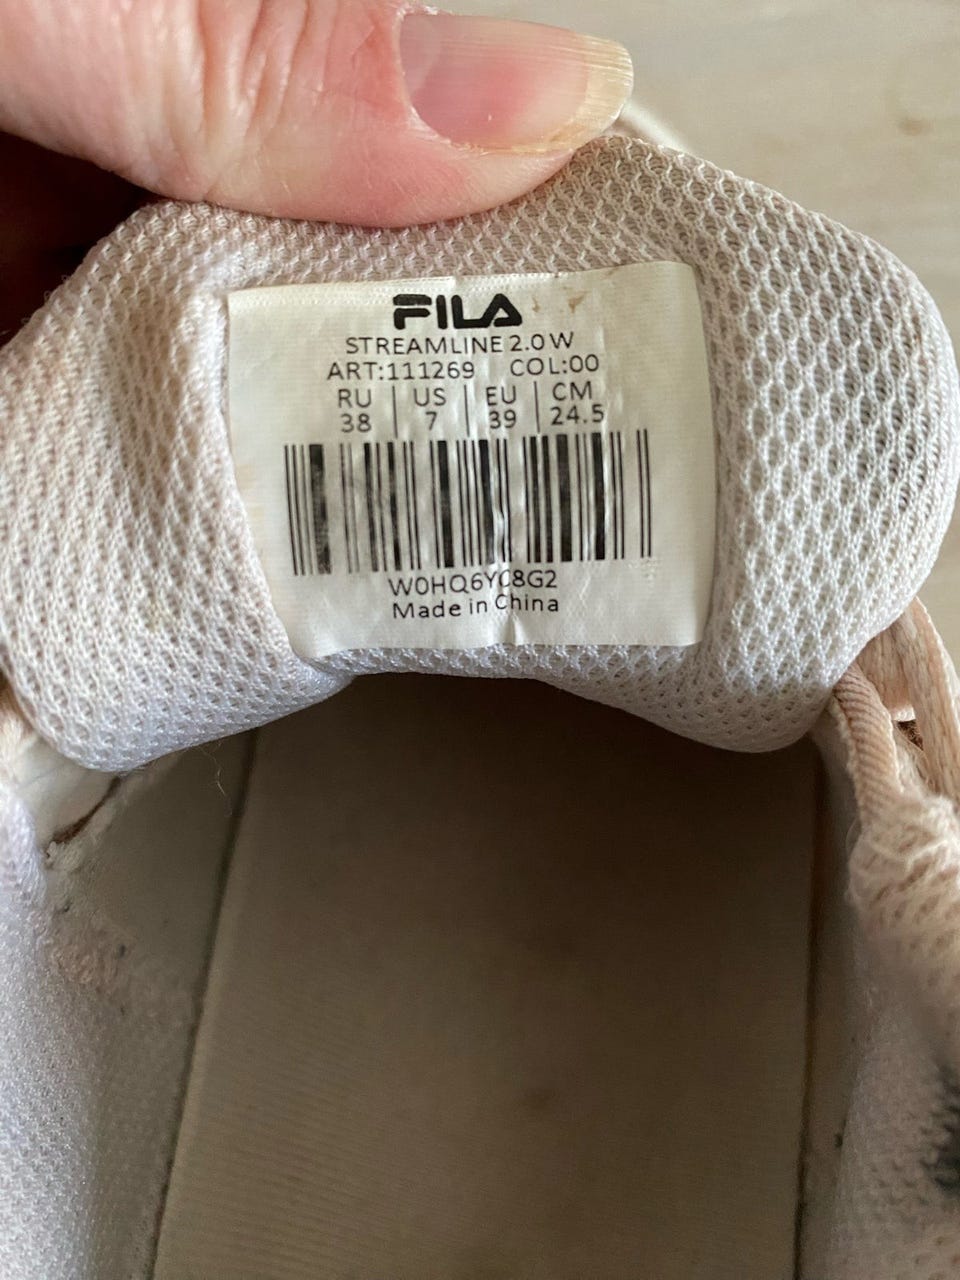 FILA
STREAMLINE 2.0 W
ART:111269 COL:00
RU | US | EU | CM
38 | 7 | 39 | 24.5
W0HQ6YC8G2
Made in China